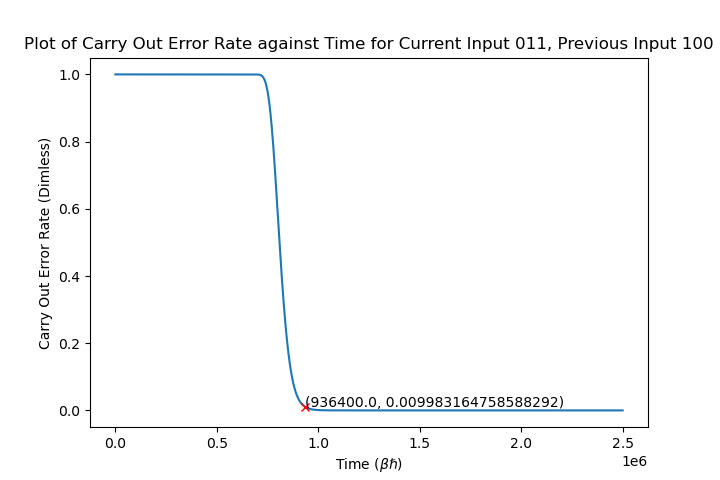 Plot of Carry Out Error Rate against Time for Current Input 011, Previous Input 100
Carry Out Error Rate (Dimless)
1.0
0.8
0.6
0.4
0.2
0.0
(936400.0, 0.009983164758588292)
0.0 0.5 1.0 1.5 2.0 2.5
1e6
Time (βℏ)